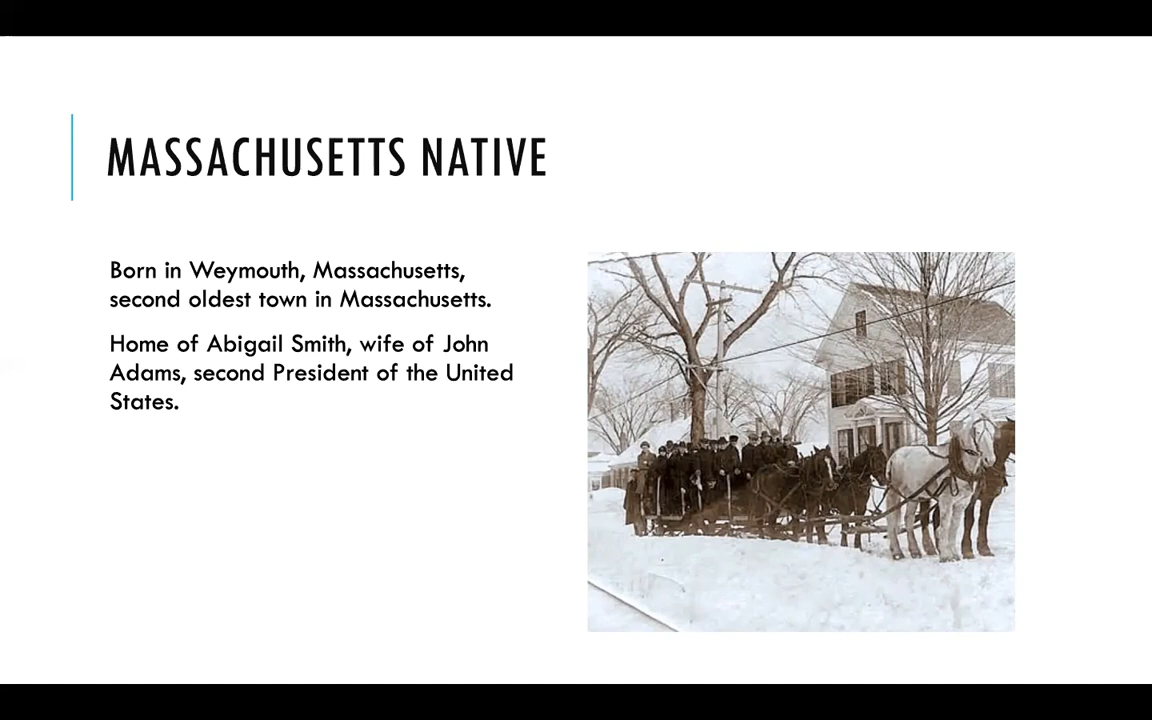 MASSACHUSETTS NATIVE
Born in Weymouth, Massachusetts,
second oldest town in Massachusetts.
Home of Abigail Smith, wife of John
Adams, second President of the United
States.